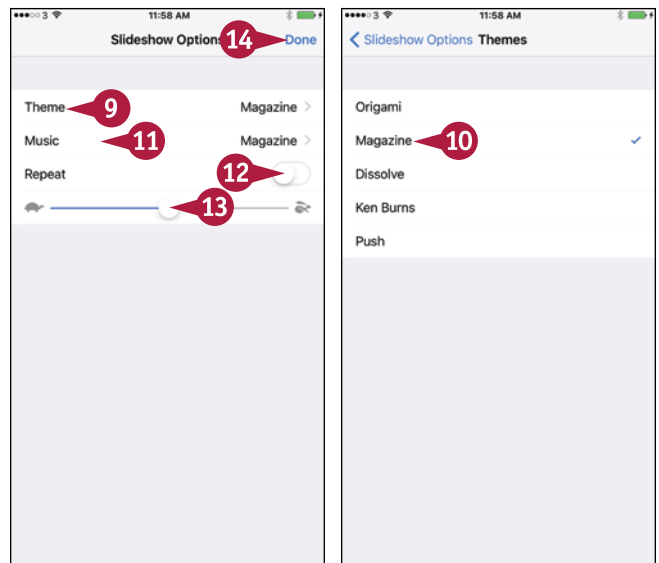 3 11:58 AM
Slideshow Options 14 Done
Theme 9 Magazine
Music 11 Magazine
Repeat 12
13
3 11:58 AM
Slideshow Options Themes
Origami
Magazine 10
Dissolve
Ken Burns
Push